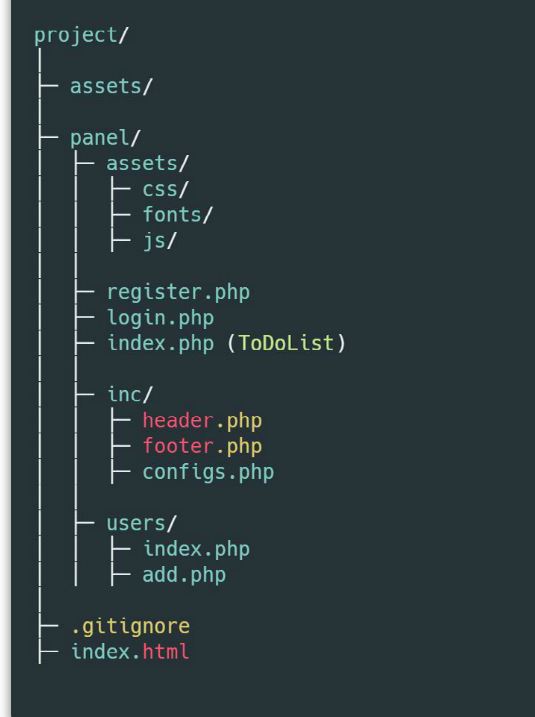 project/
├─ assets/
├─ panel/
│  ├─ assets/
│  │  ├─ css/
│  │  ├─ fonts/
│  │  ├─ js/
│  ├─ register.php
│  ├─ login.php
│  ├─ index.php (ToDoList)
│  ├─ inc/
│  │  ├─ header.php
│  │  ├─ footer.php
│  │  ├─ configs.php
│  ├─ users/
│  │  ├─ index.php
│  │  ├─ add.php
├─ .gitignore
├─ index.html